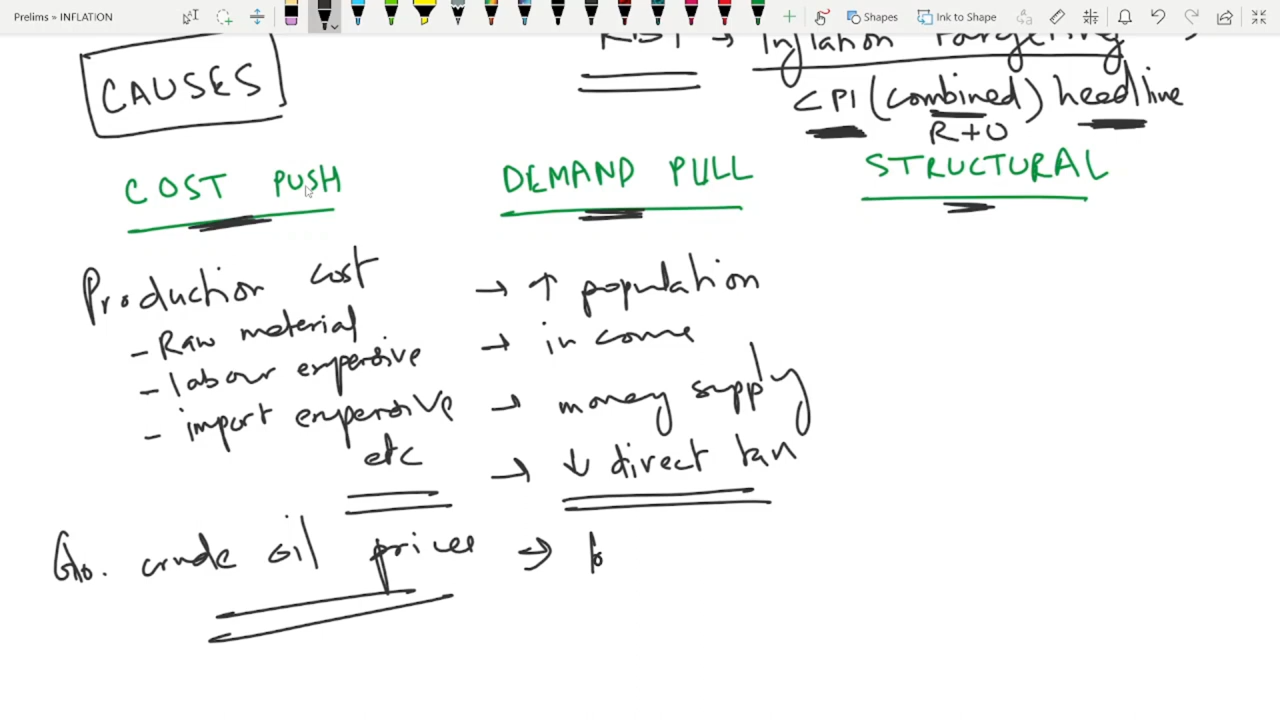 Prelims » INFLATION
Shapes
Ink to Shape
Inflation Targeting
CAUSES
CPI (combined) headline
R+U
COST PUSH
DEMAND PULL
STRUCTURAL
Production cost
- Raw material
- labour expensive
- import expensive
etc
→ ↑ population
→ income
→ money supply
→ ↓ direct tax
Glo. crude oil prices →